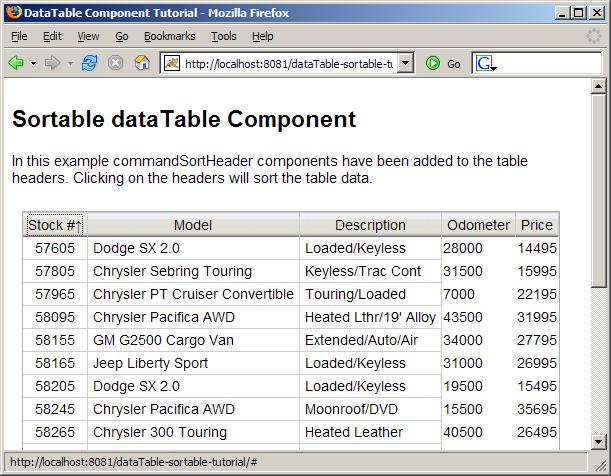 DataTable Component Tutorial - Mozilla Firefox
File Edit View Go Bookmarks Tools Help
http://localhost:8081/dataTable-sortable-tu Go G
Sortable dataTable Component
In this example commandSortHeader components have been added to the table
headers. Clicking on the headers will sort the table data.
Stock #↑ Model Description Odometer Price
57605 Dodge SX 2.0 Loaded/Keyless 28000 14495
57805 Chrysler Sebring Touring Keyless/Trac Cont 31500 15995
57965 Chrysler PT Cruiser Convertible Touring/Loaded 7000 22195
58095 Chrysler Pacifica AWD Heated Lthr/19' Alloy 43500 31995
58155 GM G2500 Cargo Van Extended/Auto/Air 34000 27795
58165 Jeep Liberty Sport Loaded/Keyless 31000 26995
58205 Dodge SX 2.0 Loaded/Keyless 19500 15495
58245 Chrysler Pacifica AWD Moonroof/DVD 15500 35695
58265 Chrysler 300 Touring Heated Leather 40500 26495
http://localhost:8081/dataTable-sortable-tutorial/#